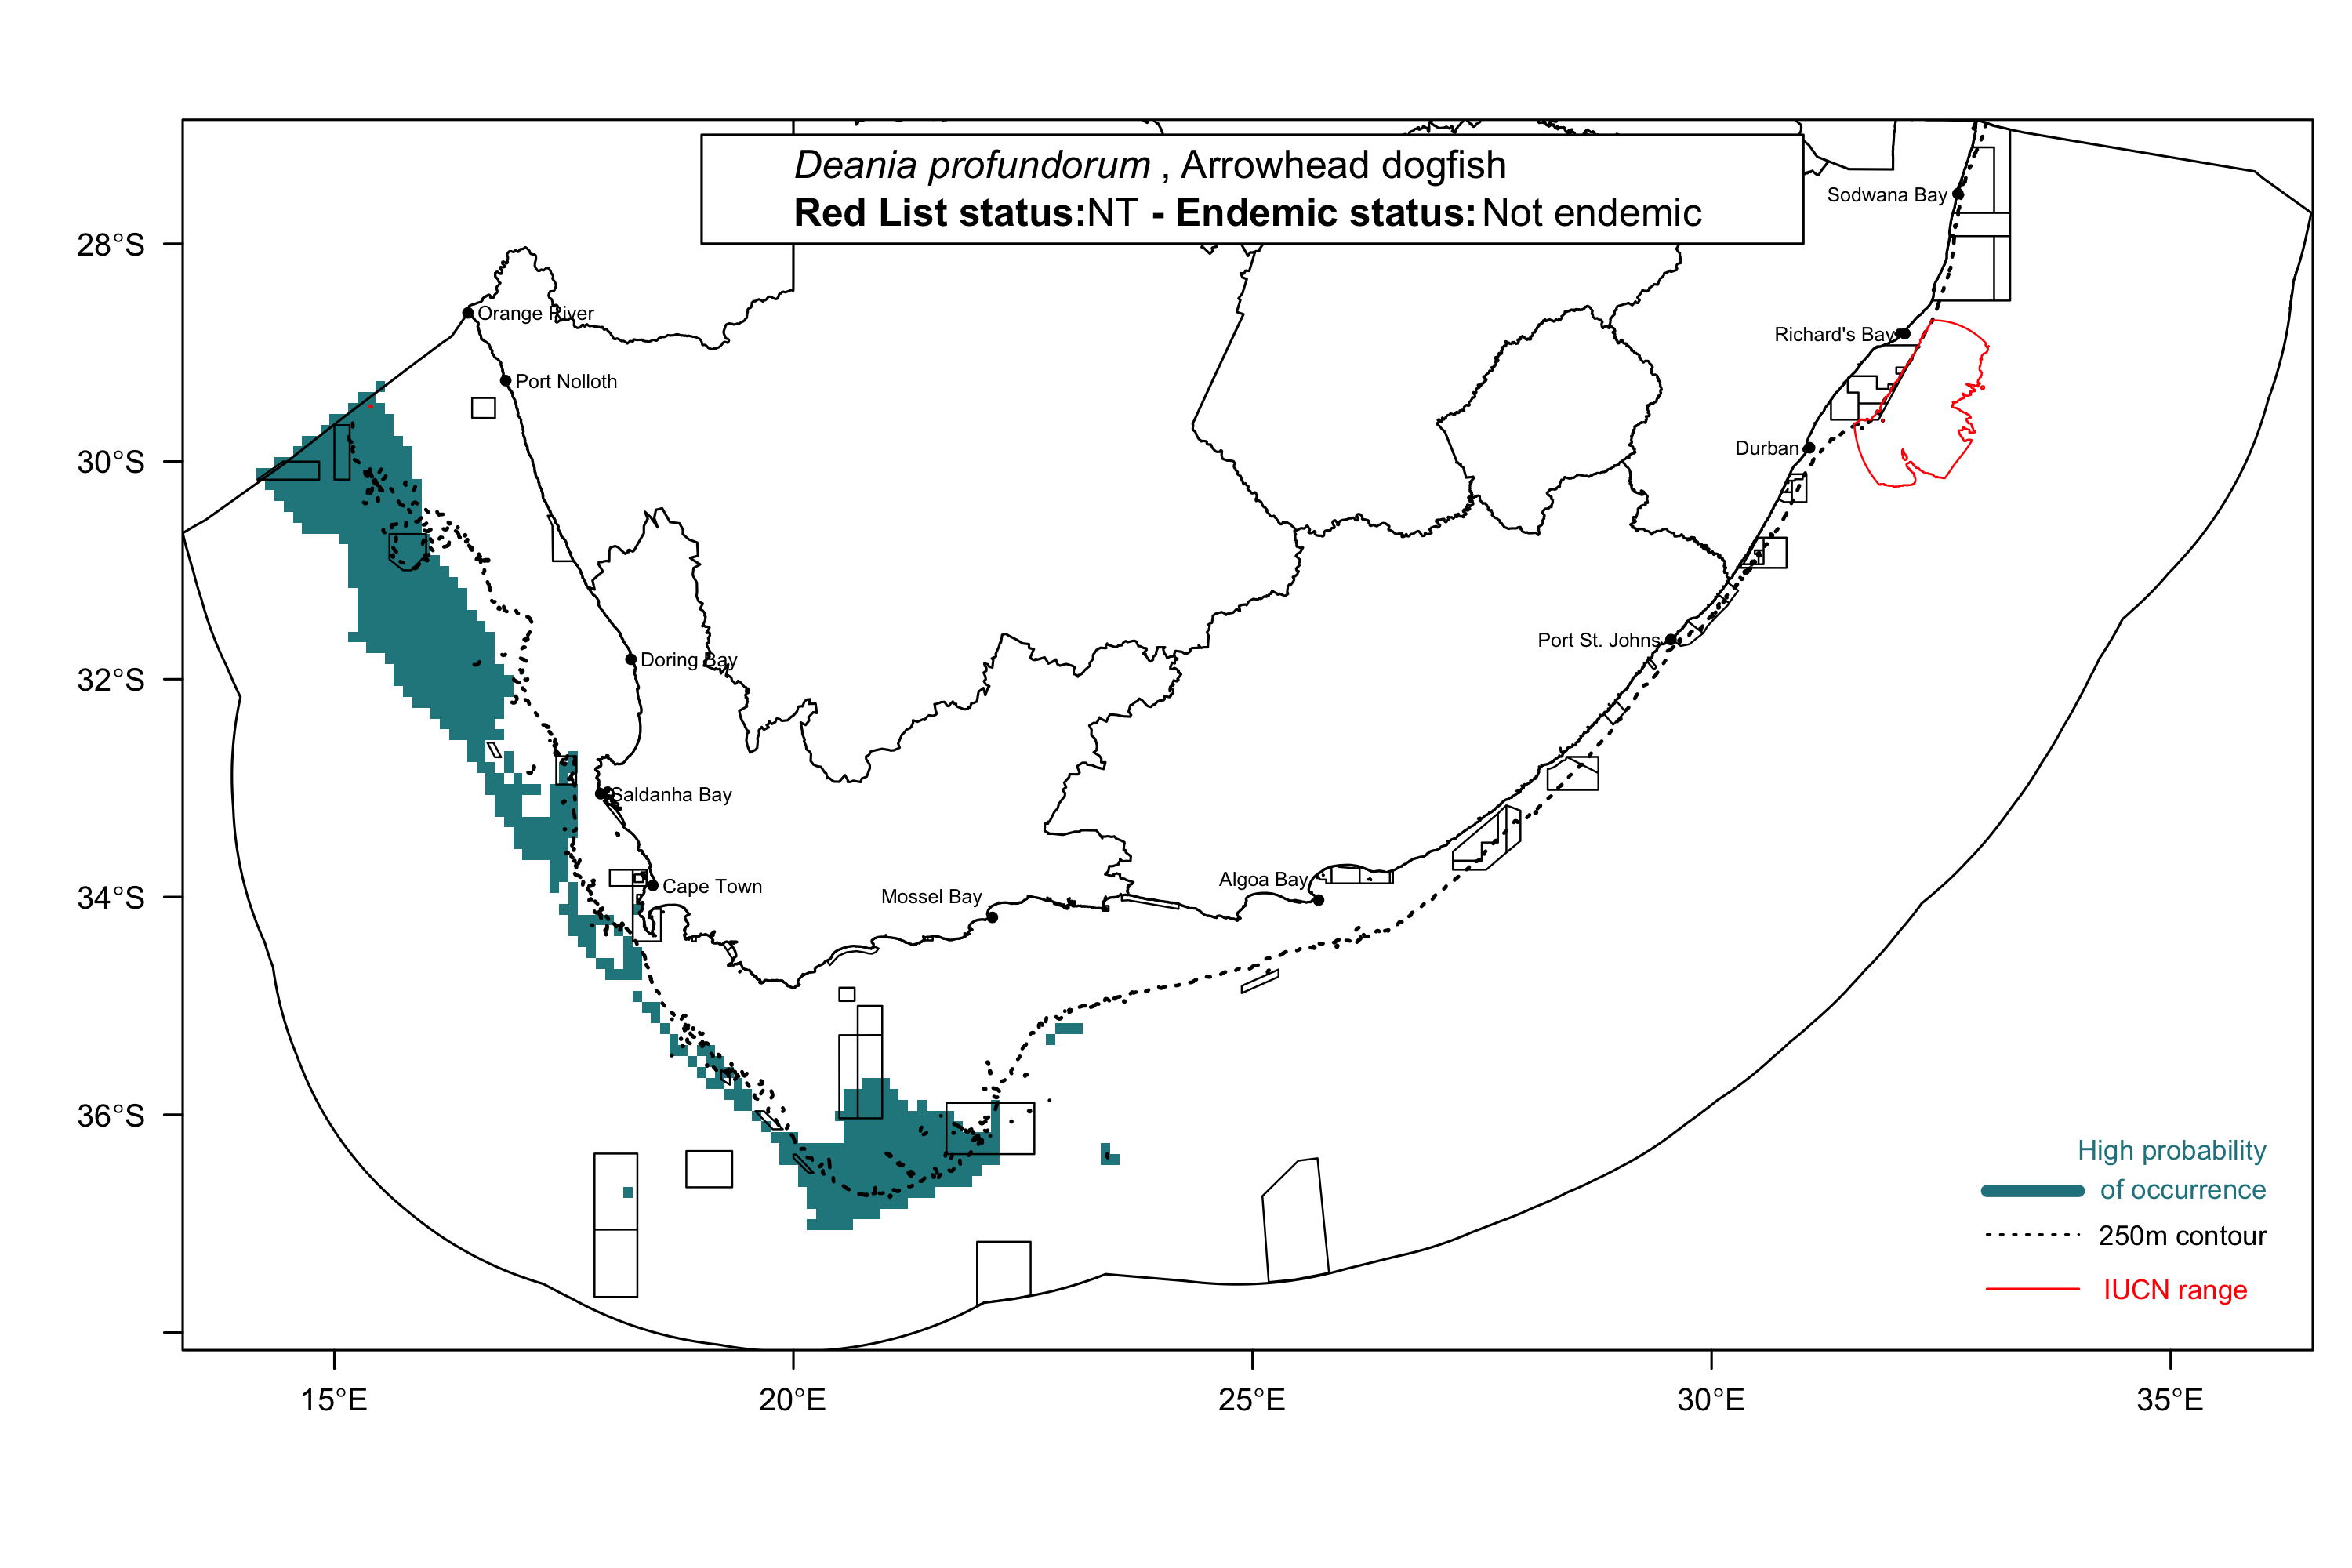 Deania profundorum , Arrowhead dogfish
Red List status:NT - Endemic status: Not endemic
Sodwana Bay
28°S
Orange River
Richard's Bay
Port Nolloth
Durban
30°S
Port St. Johns
Doring Bay
32°S
Saldanha Bay
Cape Town
Mossel Bay
Algoa Bay
34°S
36°S
High probability
of occurrence
250m contour
IUCN range
15°E
20°E
25°E
30°E
35°E